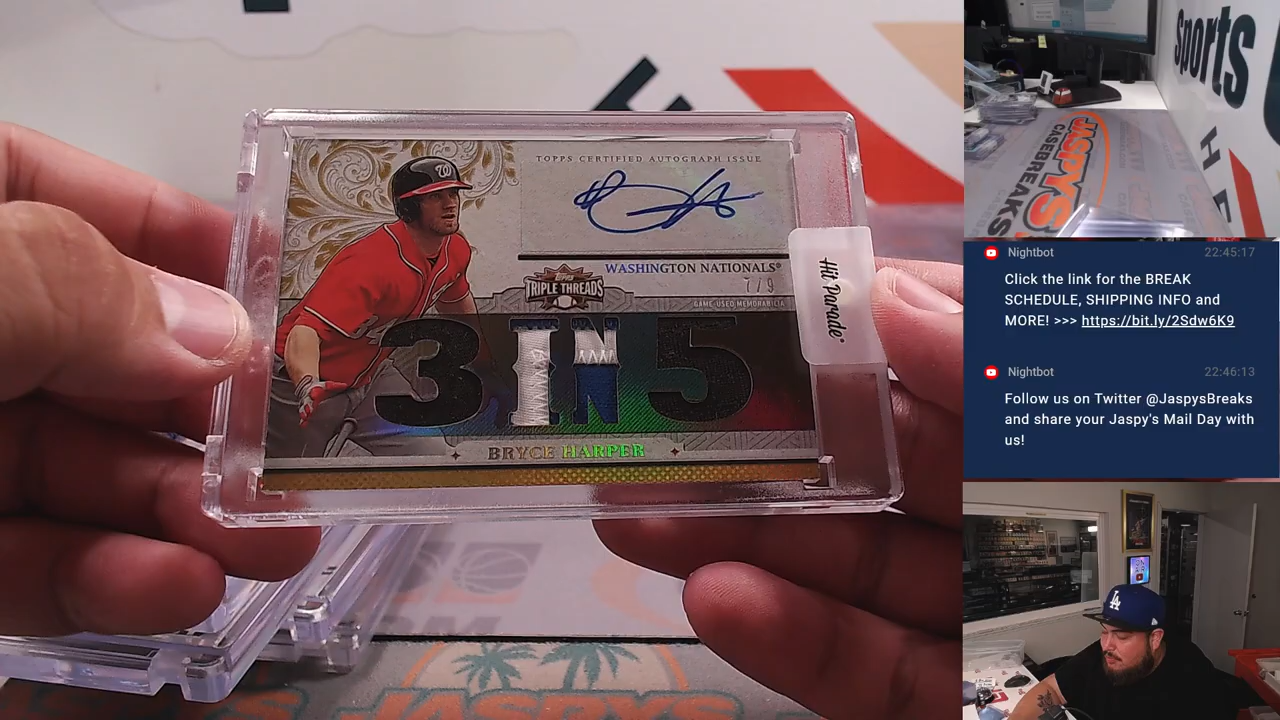 TOPPS CERTIFIED AUTOGRAPH ISSUE
W
WASHINGTON NATIONALS®
TOPPS
TRIPLE THREADS
7/9
GAME-USED MEMORABILIA
3 IN 5
BRYCE HARPER
Hit Parade®
JASPYS
Sports
H
JASPYS
CASEBREAKS
Nightbot
22:45:17
Click the link for the BREAK
SCHEDULE, SHIPPING INFO and
MORE! >>> https://bit.ly/2Sdw6K9
Nightbot
22:46:13
Follow us on Twitter @JaspysBreaks
and share your Jaspy's Mail Day with
us!
LA